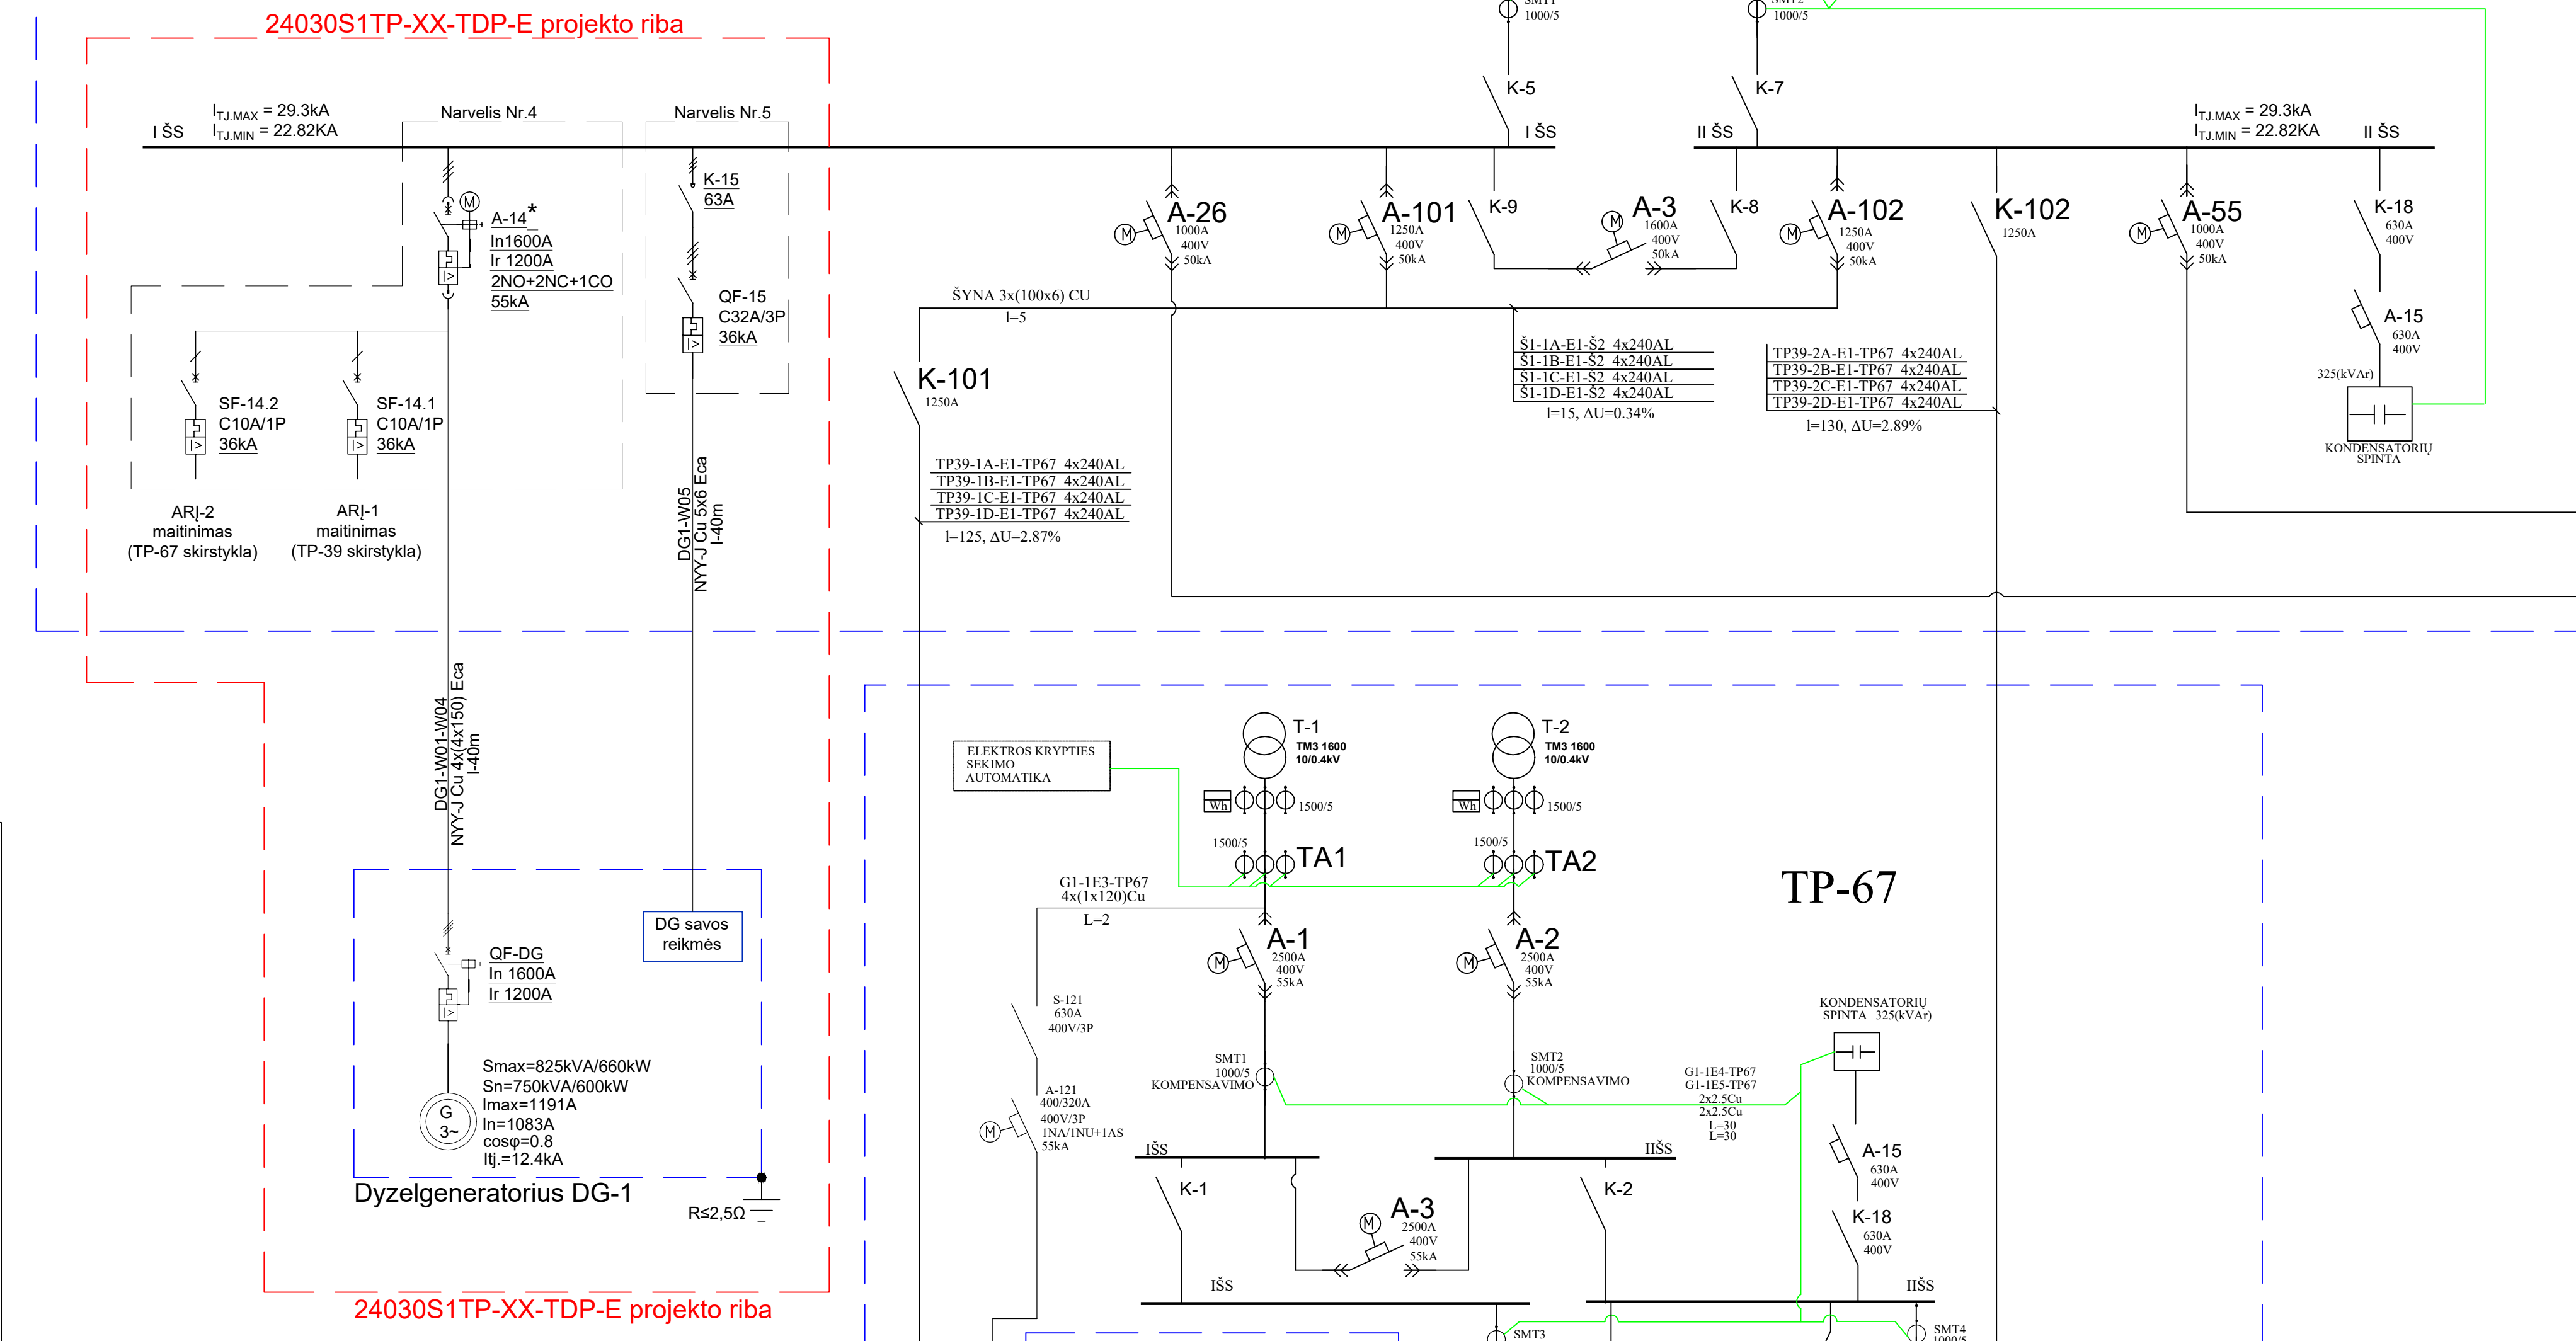 24030S1TP-XX-TDP-E projekto riba
SMT1
1000/5
SMT2
1000/5
K-5
K-7
I ŠS
ITJ.MAX = 29.3kA
ITJ.MIN = 22.82KA
Narvelis Nr.4
Narvelis Nr.5
I ŠS
II ŠS
ITJ.MAX = 29.3kA
ITJ.MIN = 22.82KA
II ŠS
M
A-14*
In1600A
Ir 1200A
2NO+2NC+1CO
55kA
I>
K-15
63A
QF-15
C32A/3P
36kA
I>
SF-14.2
C10A/1P
36kA
I>
SF-14.1
C10A/1P
36kA
I>
ARĮ-2
maitinimas
(TP-67 skirstykla)
ARĮ-1
maitinimas
(TP-39 skirstykla)
DG1-W05
NYY-J Cu 5x6 Eca
l-40m
M
A-26
1000A
400V
50kA
M
A-101
1250A
400V
50kA
K-9
M
A-3
1600A
400V
50kA
K-8
M
A-102
1250A
400V
50kA
K-102
1250A
M
A-55
1000A
400V
50kA
K-18
630A
400V
A-15
630A
400V
325(kVAr)
KONDENSATORIŲ
SPINTA
ŠYNA 3x(100x6) CU
l=5
K-101
1250A
Š1-1A-E1-Š2 4x240AL
Š1-1B-E1-Š2 4x240AL
Š1-1C-E1-Š2 4x240AL
Š1-1D-E1-Š2 4x240AL
l=15, ΔU=0.34%
TP39-2A-E1-TP67 4x240AL
TP39-2B-E1-TP67 4x240AL
TP39-2C-E1-TP67 4x240AL
TP39-2D-E1-TP67 4x240AL
l=130, ΔU=2.89%
TP39-1A-E1-TP67 4x240AL
TP39-1B-E1-TP67 4x240AL
TP39-1C-E1-TP67 4x240AL
TP39-1D-E1-TP67 4x240AL
l=125, ΔU=2.87%
DG1-W01-W04
NYY-J Cu 4x(4x150) Eca
l-40m
DG savos
reikmės
QF-DG
In 1600A
Ir 1200A
I>
G
3~
Smax=825kVA/660kW
Sn=750kVA/600kW
Imax=1191A
In=1083A
cosφ=0.8
Itj.=12.4kA
Dyzelgeneratorius DG-1
R≤2,5Ω
24030S1TP-XX-TDP-E projekto riba
ELEKTROS KRYPTIES
SEKIMO
AUTOMATIKA
T-1
TM3 1600
10/0.4kV
T-2
TM3 1600
10/0.4kV
Wh
1500/5
Wh
1500/5
1500/5
TA1
1500/5
TA2
TP-67
G1-1E3-TP67
4x(1x120)Cu
L=2
M
A-1
2500A
400V
55kA
M
A-2
2500A
400V
55kA
S-121
630A
400V/3P
M
A-121
400/320A
400V/3P
1NA/1NU+1AS
55kA
SMT1
1000/5
KOMPENSAVIMO
SMT2
1000/5
KOMPENSAVIMO
G1-1E4-TP67
G1-1E5-TP67
2x2.5Cu
2x2.5Cu
L=30
L=30
KONDENSATORIŲ
SPINTA 325(kVAr)
IŠS
IIŠS
K-1
M
A-3
2500A
400V
55kA
K-2
A-15
630A
400V
K-18
630A
400V
IŠS
IIŠS
SMT3
SMT4
1000/5